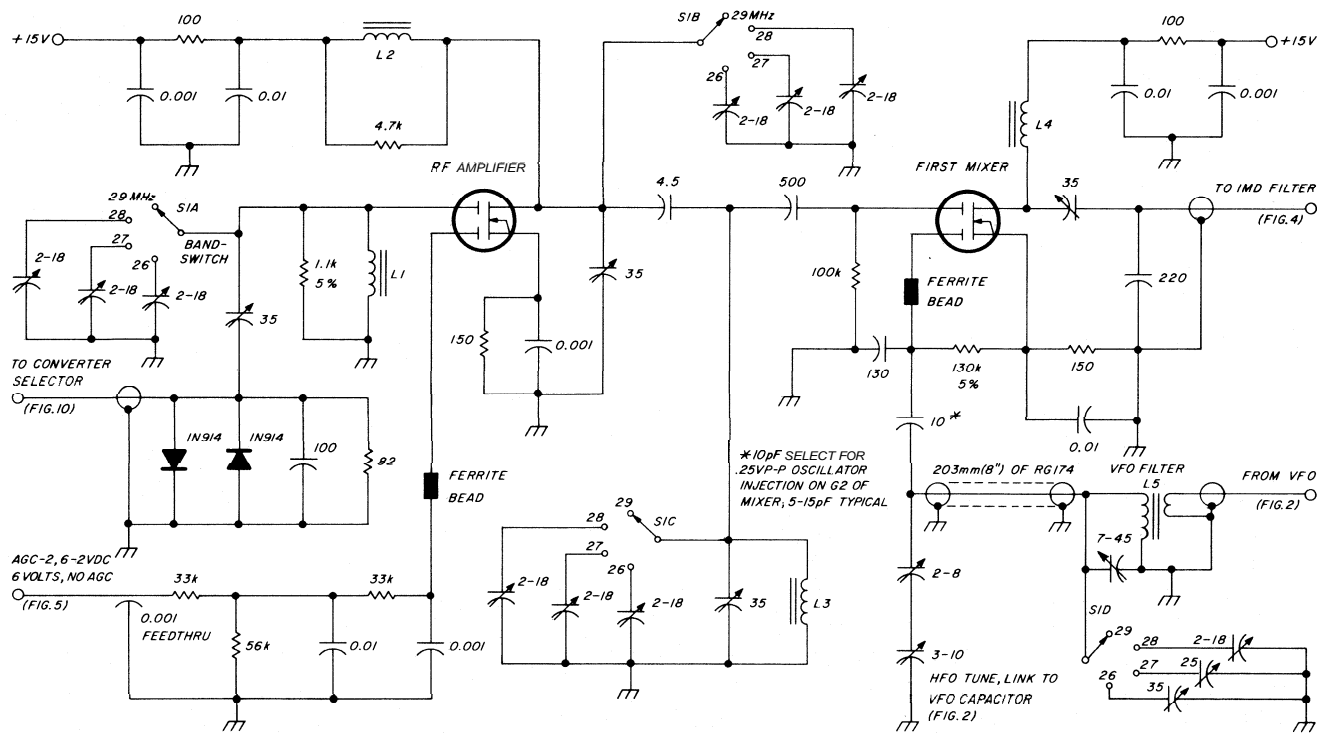 +15V
100
L2
0.001
0.01
4.7k
S1B
29MHz
28
27
26
2-18
2-18
2-18
100
+15V
0.01
0.001
L4
RF AMPLIFIER
FIRST MIXER
29MHz
S1A
28
27
26
BAND-
SWITCH
2-18
2-18
2-18
35
1.1k
5%
L1
150
0.001
35
4.5
500
100k
FERRITE
BEAD
35
TO IMD FILTER
(FIG.4)
220
130
130k
5%
150
0.01
10*
TO CONVERTER
SELECTOR
(FIG.10)
1N914
1N914
100
92
FERRITE
BEAD
*10pF SELECT FOR
.25VP-P OSCILLATOR
INJECTION ON G2 OF
MIXER; 5-15pF TYPICAL
203mm(8") OF RG174
VFO FILTER
L5
FROM VFO
(FIG.2)
7-45
AGC-2, 6-2VDC
6 VOLTS, NO AGC
(FIG.5)
0.001
FEEDTHRU
33k
33k
56k
0.01
0.001
29
S1C
28
27
26
2-18
2-18
2-18
35
L3
2-8
3-10
HFO TUNE, LINK TO
VFO CAPACITOR
(FIG.2)
S1D
29
28
27
26
2-18
25
35